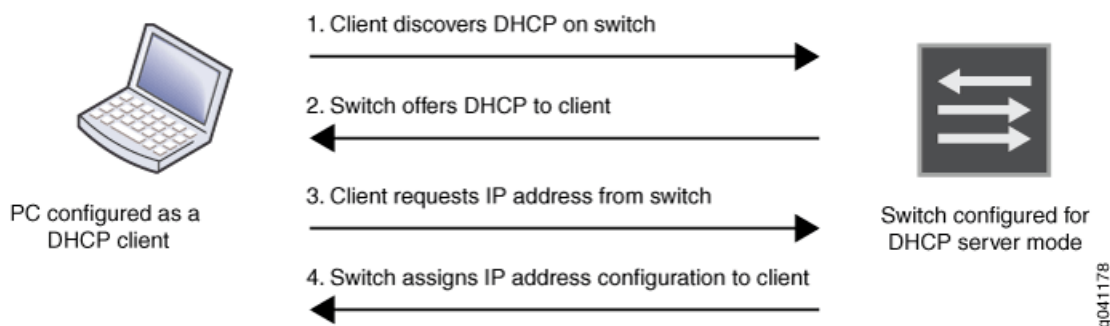 1. Client discovers DHCP on switch
2. Switch offers DHCP to client
3. Client requests IP address from switch
PC configured as a
DHCP client
Switch configured for
DHCP server mode
4. Switch assigns IP address configuration to client
g041178